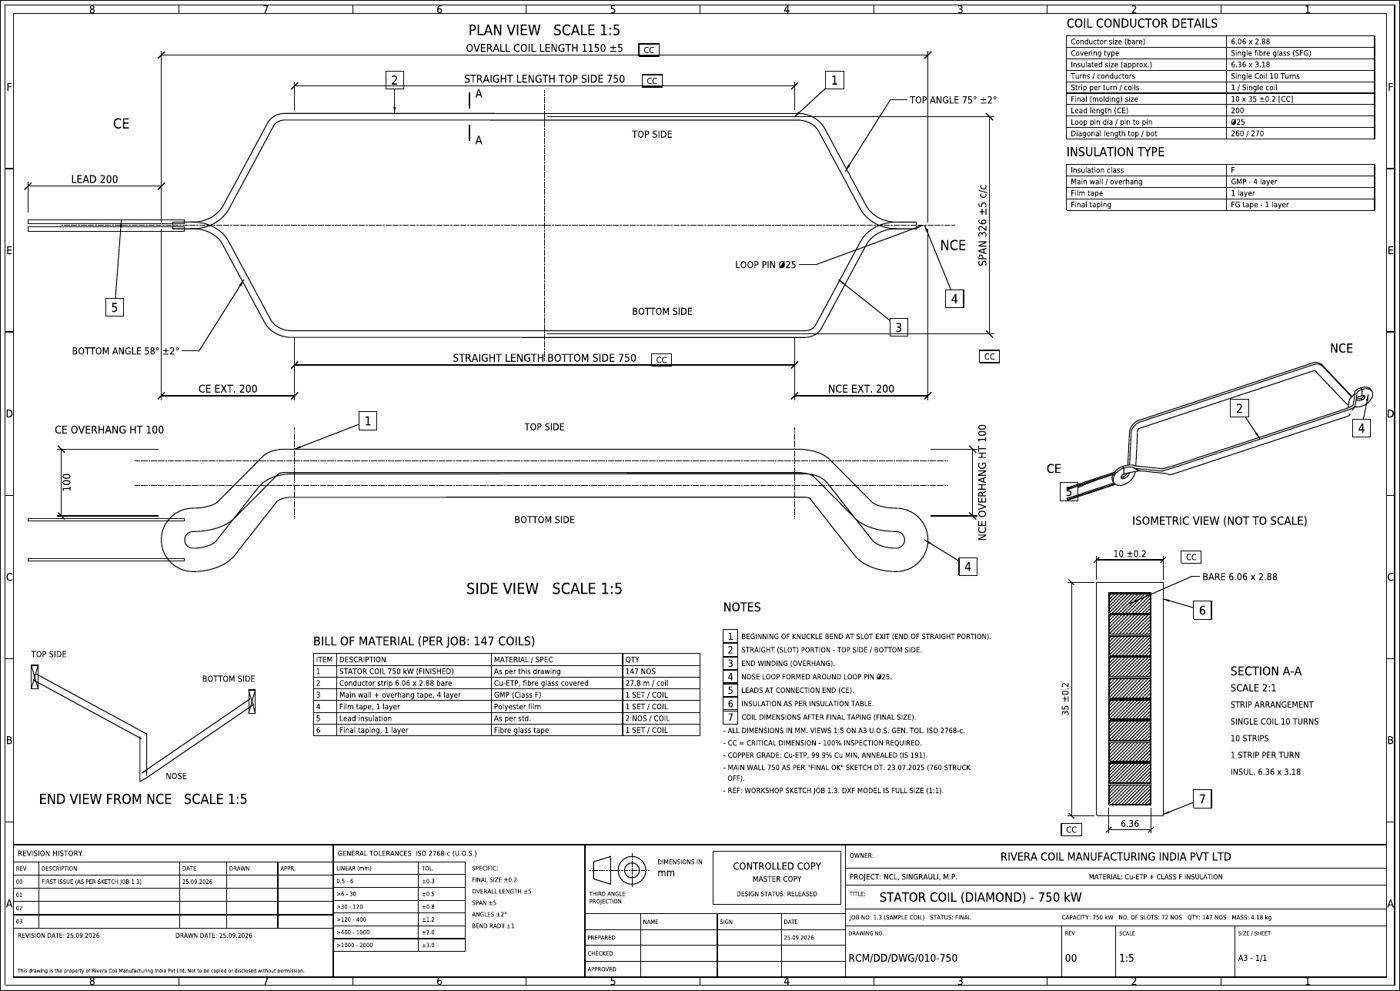 8 7 6 5 4 3 2 1
PLAN VIEW SCALE 1:5
OVERALL COIL LENGTH 1150 ±5 CC
STRAIGHT LENGTH TOP SIDE 750 CC
2
1
A
A
CE
TOP ANGLE 75° ±2°
TOP SIDE
LEAD 200
SPAN 326 ±5 c/c
NCE
LOOP PIN Ø25
4
5
BOTTOM SIDE
3
BOTTOM ANGLE 58° ±2°
STRAIGHT LENGTH BOTTOM SIDE 750 CC
CC
CE EXT. 200
NCE EXT. 200
COIL CONDUCTOR DETAILS
Conductor size (bare) 6.06 x 2.88
Covering type Single fibre glass (SFG)
Insulated size (approx.) 6.36 x 3.18
Turns / conductors Single Coil 10 Turns
Strip per turn / coils 1 / Single coil
Final (molding) size 10 x 35 ±0.2 [CC]
Lead length (CE) 200
Loop pin dia / pin to pin Ø25
Diagonal length top / bot 260 / 270
INSULATION TYPE
Insulation class F
Main wall / overhang GMP - 4 layer
Film tape 1 layer
Final taping FG tape - 1 layer
F
F
E
E
D
D
C
C
B
B
A
A
CE OVERHANG HT 100
1
TOP SIDE
100
NCE OVERHANG HT 100
BOTTOM SIDE
4
SIDE VIEW SCALE 1:5
NCE
2
4
CE
5
ISOMETRIC VIEW (NOT TO SCALE)
10 ±0.2 CC
BARE 6.06 x 2.88
6
35 ±0.2
7
CC
6.36
SECTION A-A
SCALE 2:1
STRIP ARRANGEMENT
SINGLE COIL 10 TURNS
10 STRIPS
1 STRIP PER TURN
INSUL. 6.36 x 3.18
TOP SIDE
BOTTOM SIDE
NOSE
END VIEW FROM NCE SCALE 1:5
BILL OF MATERIAL (PER JOB: 147 COILS)
ITEM DESCRIPTION MATERIAL / SPEC QTY
1 STATOR COIL 750 kW (FINISHED) As per this drawing 147 NOS
2 Conductor strip 6.06 x 2.88 bare Cu-ETP, fibre glass covered 27.8 m / coil
3 Main wall + overhang tape, 4 layer GMP (Class F) 1 SET / COIL
4 Film tape, 1 layer Polyester film 1 SET / COIL
5 Lead insulation As per std. 2 NOS / COIL
6 Final taping, 1 layer Fibre glass tape 1 SET / COIL
NOTES
1 BEGINNING OF KNUCKLE BEND AT SLOT EXIT (END OF STRAIGHT PORTION).
2 STRAIGHT (SLOT) PORTION - TOP SIDE / BOTTOM SIDE.
3 END WINDING (OVERHANG).
4 NOSE LOOP FORMED AROUND LOOP PIN Ø25.
5 LEADS AT CONNECTION END (CE).
6 INSULATION AS PER INSULATION TABLE.
7 COIL DIMENSIONS AFTER FINAL TAPING (FINAL SIZE).
- ALL DIMENSIONS IN MM. VIEWS 1:5 ON A3 U.O.S. GEN. TOL. ISO 2768-c.
- CC = CRITICAL DIMENSION - 100% INSPECTION REQUIRED.
- COPPER GRADE: Cu-ETP, 99.9% Cu MIN, ANNEALED (IS 191).
- MAIN WALL 750 AS PER "FINAL OK" SKETCH DT. 23.07.2025 (760 STRUCK
OFF).
- REF: WORKSHOP SKETCH JOB 1.3. DXF MODEL IS FULL SIZE (1:1).
REVISION HISTORY
REV DESCRIPTION DATE DRAWN APPR.
00 FIRST ISSUE (AS PER SKETCH JOB 1.3) 25.09.2026
01
02
03
REVISION DATE: 25.09.2026 DRAWN DATE: 25.09.2026
This drawing is the property of Rivera Coil Manufacturing India Pvt Ltd. Not to be copied or disclosed without permission.
GENERAL TOLERANCES ISO 2768-c (U.O.S.)
LINEAR (mm) TOL.
0.5 - 6 ±0.3
>6 - 30 ±0.5
>30 - 120 ±0.8
>120 - 400 ±1.2
>400 - 1000 ±2.0
>1000 - 2000 ±3.0
SPECIFIC:
FINAL SIZE ±0.2
OVERALL LENGTH ±5
SPAN ±5
ANGLES ±2°
BEND RADII ±1
THIRD ANGLE
PROJECTION
DIMENSIONS IN
mm
CONTROLLED COPY
MASTER COPY
DESIGN STATUS: RELEASED
NAME SIGN DATE
PREPARED 25.09.2026
CHECKED
APPROVED
OWNER: RIVERA COIL MANUFACTURING INDIA PVT LTD
PROJECT: NCL, SINGRAULI, M.P. MATERIAL: Cu-ETP + CLASS F INSULATION
TITLE: STATOR COIL (DIAMOND) - 750 kW
JOB NO: 1.3 (SAMPLE COIL) STATUS: FINAL CAPACITY: 750 kW NO. OF SLOTS: 72 NOS QTY: 147 NOS MASS: 4.18 kg
DRAWING NO. REV SCALE SIZE / SHEET
RCM/DD/DWG/010-750 00 1:5 A3 - 1/1
8 7 6 5 4 3 2 1